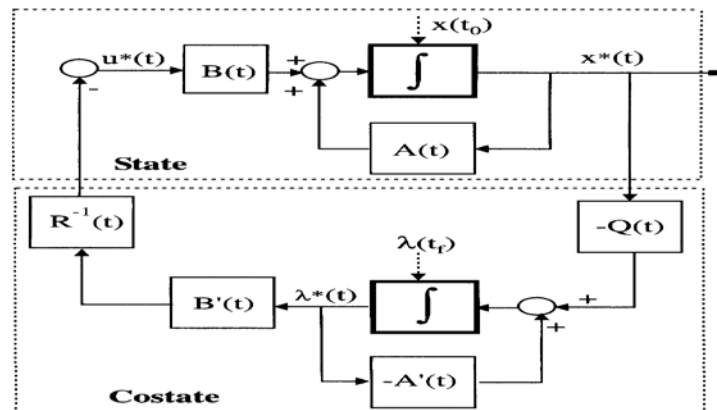 x(t₀)
u*(t)
x*(t)
B(t)
+
+
∫
-
A(t)
State
R⁻¹(t)
-Q(t)
λ(t_f)
λ*(t)
B'(t)
∫
+
+
-A'(t)
Costate